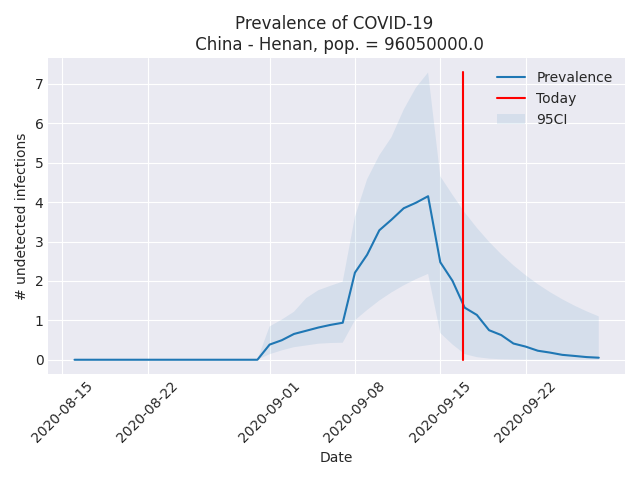 Prevalence of COVID-19
China - Henan, pop. = 96050000.0
Prevalence
Today
95CI
# undetected infections
7
6
5
4
3
2
1
0
2020-08-15
2020-08-22
2020-09-01
2020-09-08
2020-09-15
2020-09-22
Date